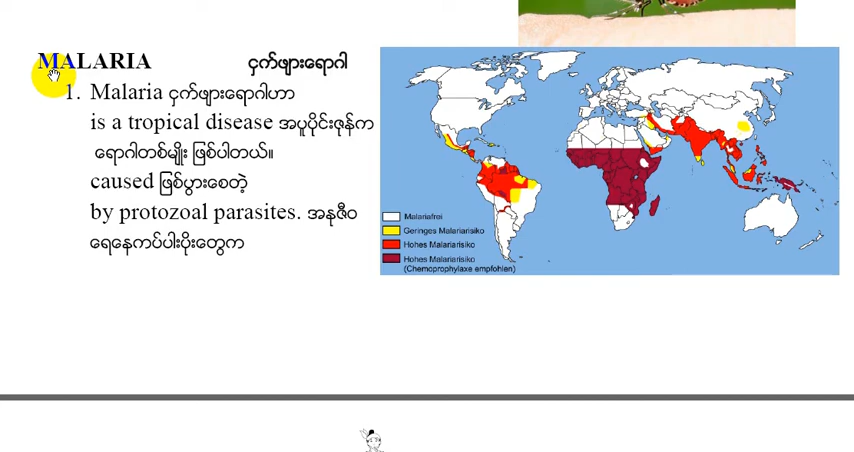 MALARIA ငှက်ဖျားရောဂါ
1. Malaria ငှက်ဖျားရောဂါဟာ
is a tropical disease အပူပိုင်းဇုန်က
ရောဂါတစ်မျိုး ဖြစ်ပါတယ်။
caused ဖြစ်ပွားစေတဲ့
by protozoal parasites. အနုဇီဝ
ရေနေကပ်ပါးပိုးတွေက
Malariafrei
Geringes Malariarisiko
Hohes Malariarisiko
Hohes Malariarisiko
(Chemoprophylaxe empfohlen)